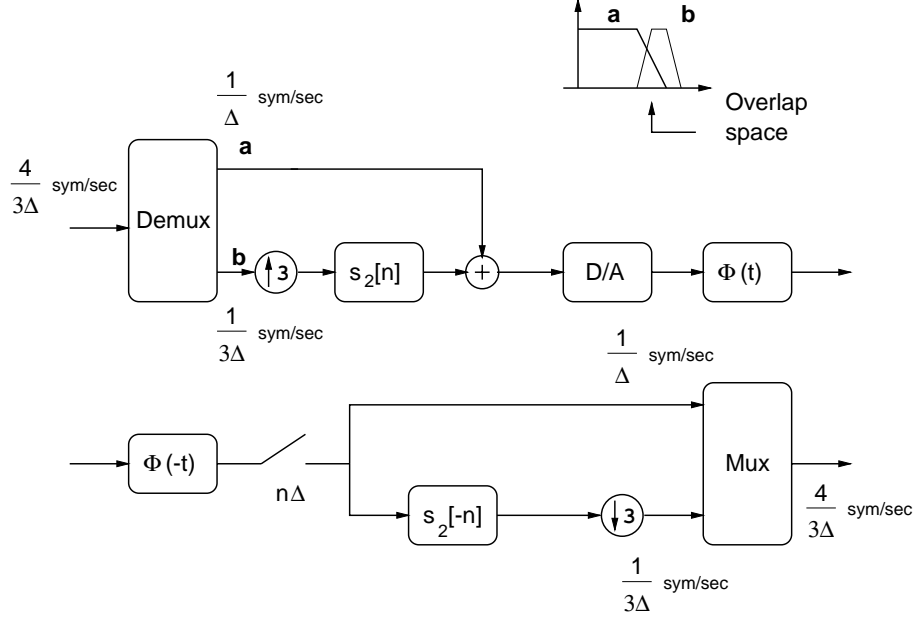 a b
Overlap
space
1/Δ sym/sec
a
4/3Δ sym/sec
Demux
b ↑3 s₂[n] + D/A Φ(t)
1/3Δ sym/sec
1/Δ sym/sec
Φ(-t)
nΔ
Mux
s₂[-n] ↓3
4/3Δ sym/sec
1/3Δ sym/sec